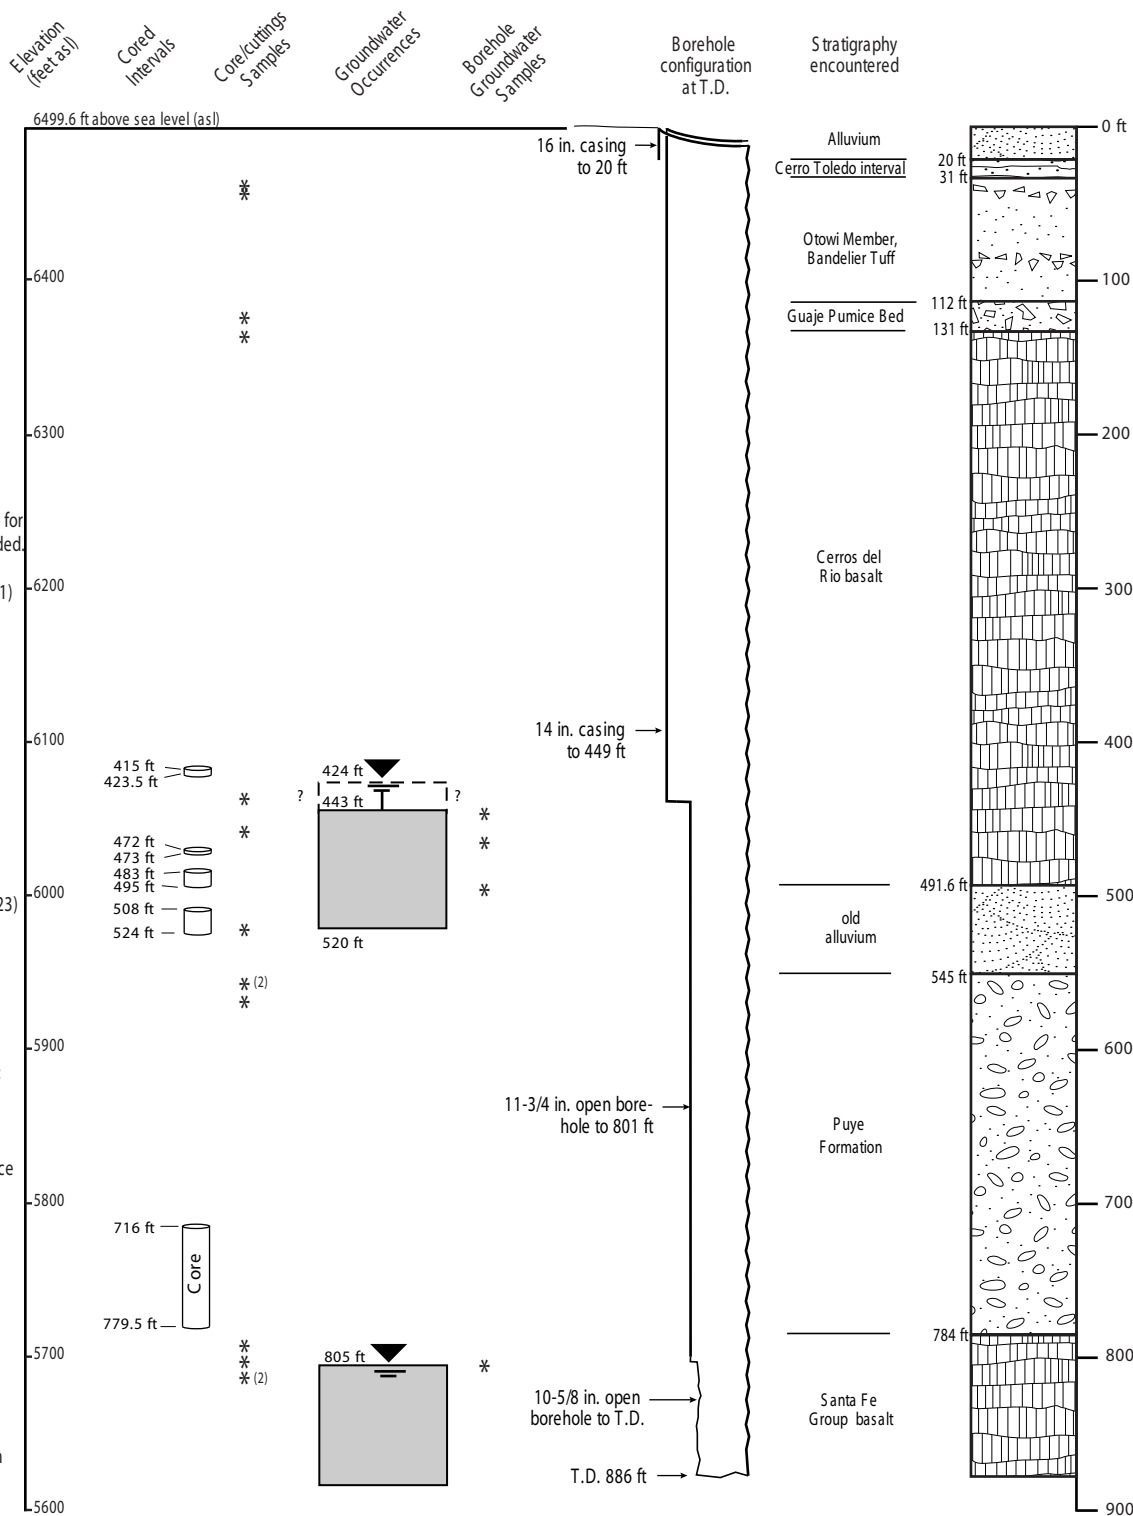 Elevation
(feet asl)
Cored
Intervals
Core/cuttings
Samples
Groundwater
Occurrences
Borehole
Groundwater
Samples
Borehole
configuration
at T.D.
Stratigraphy
encountered
6499.6 ft above sea level (asl)
0 ft
16 in. casing
to 20 ft
Alluvium
20 ft
Cerro Toledo interval
31 ft
*
*
Otowi Member,
Bandelier Tuff
6400
100
112 ft
Guaje Pumice Bed
131 ft
*
*
6300
200
for
ded.
Cerros del
Rio basalt
6200
300
1)
14 in. casing
to 449 ft
6100
400
415 ft
423.5 ft
424 ft
?
?
443 ft
*
*
*
*
472 ft
473 ft
483 ft
495 ft
*
491.6 ft
6000
500
23)
508 ft
524 ft
*
520 ft
old
alluvium
545 ft
* (2)
*
5900
600
11-3/4 in. open bore-
hole to 801 ft
Puye
Formation
ce
5800
700
716 ft
Core
779.5 ft
784 ft
*
*
* (2)
5700
800
805 ft
*
10-5/8 in. open
borehole to T.D.
Santa Fe
Group basalt
T.D. 886 ft
5600
900